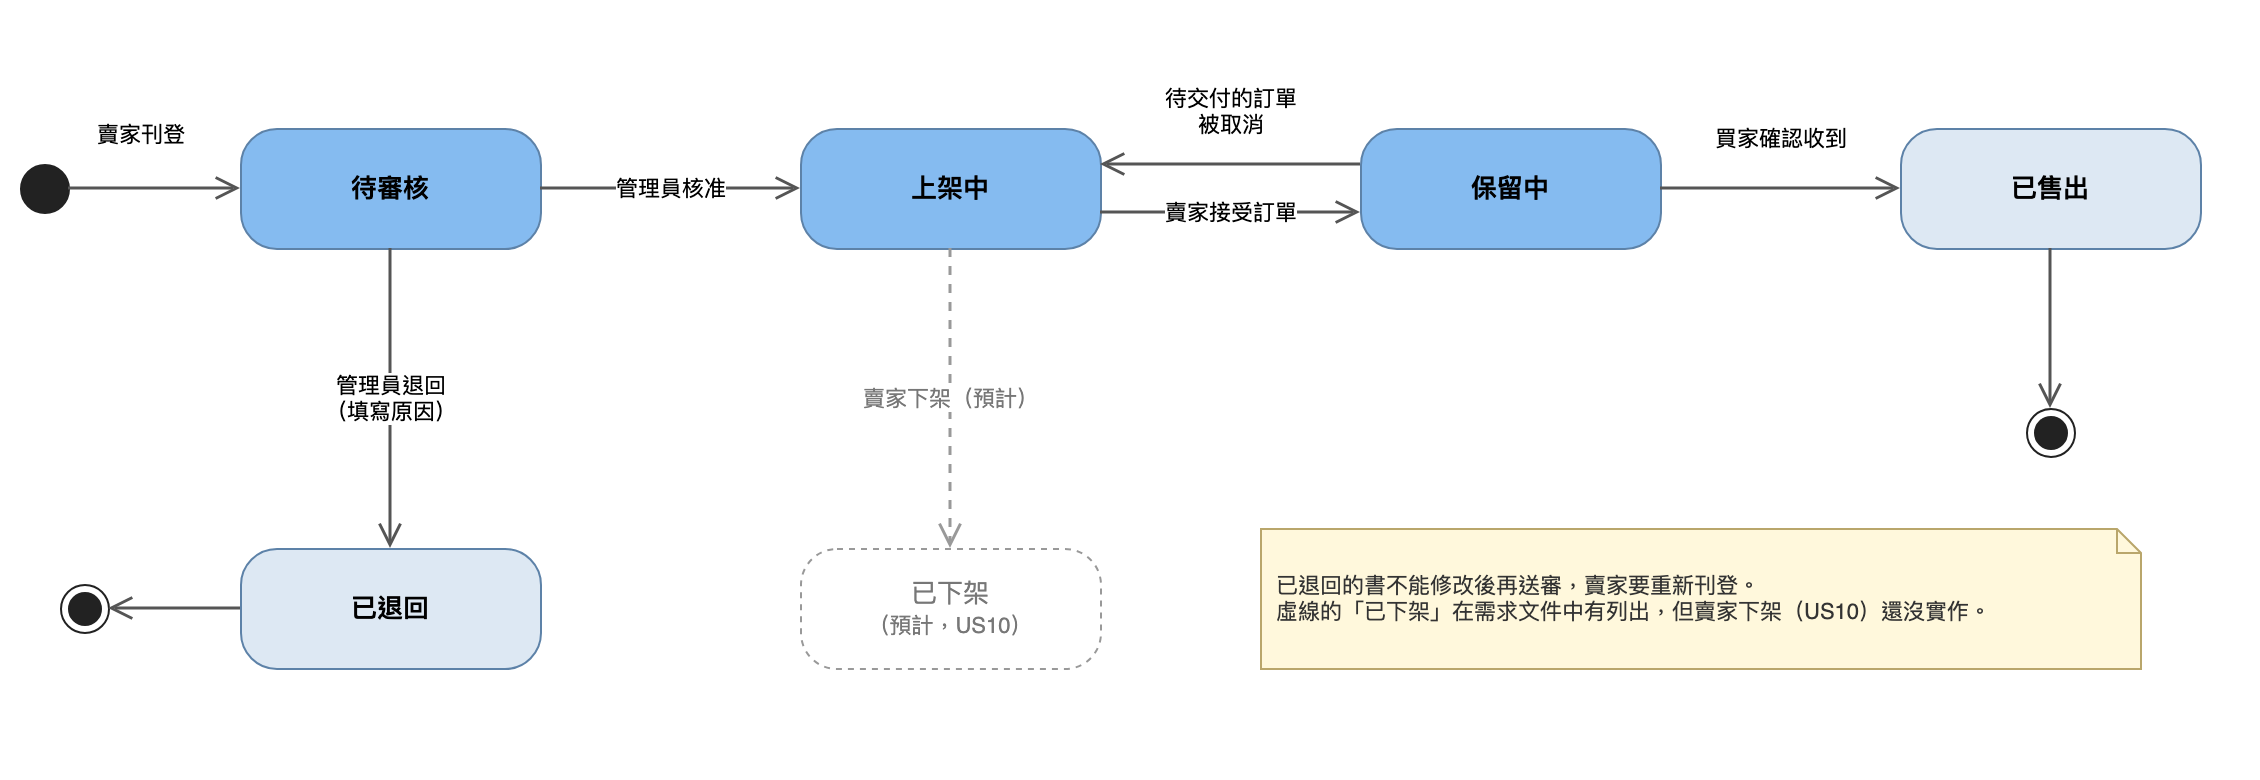 待交付的訂單
被取消
賣家刊登
買家確認收到
待審核
管理員核准
上架中
賣家接受訂單
保留中
已售出
管理員退回
（填寫原因）
賣家下架（預計）
已退回
已下架
（預計，US10）
已退回的書不能修改後再送審，賣家要重新刊登。
虛線的「已下架」在需求文件中有列出，但賣家下架（US10）還沒實作。